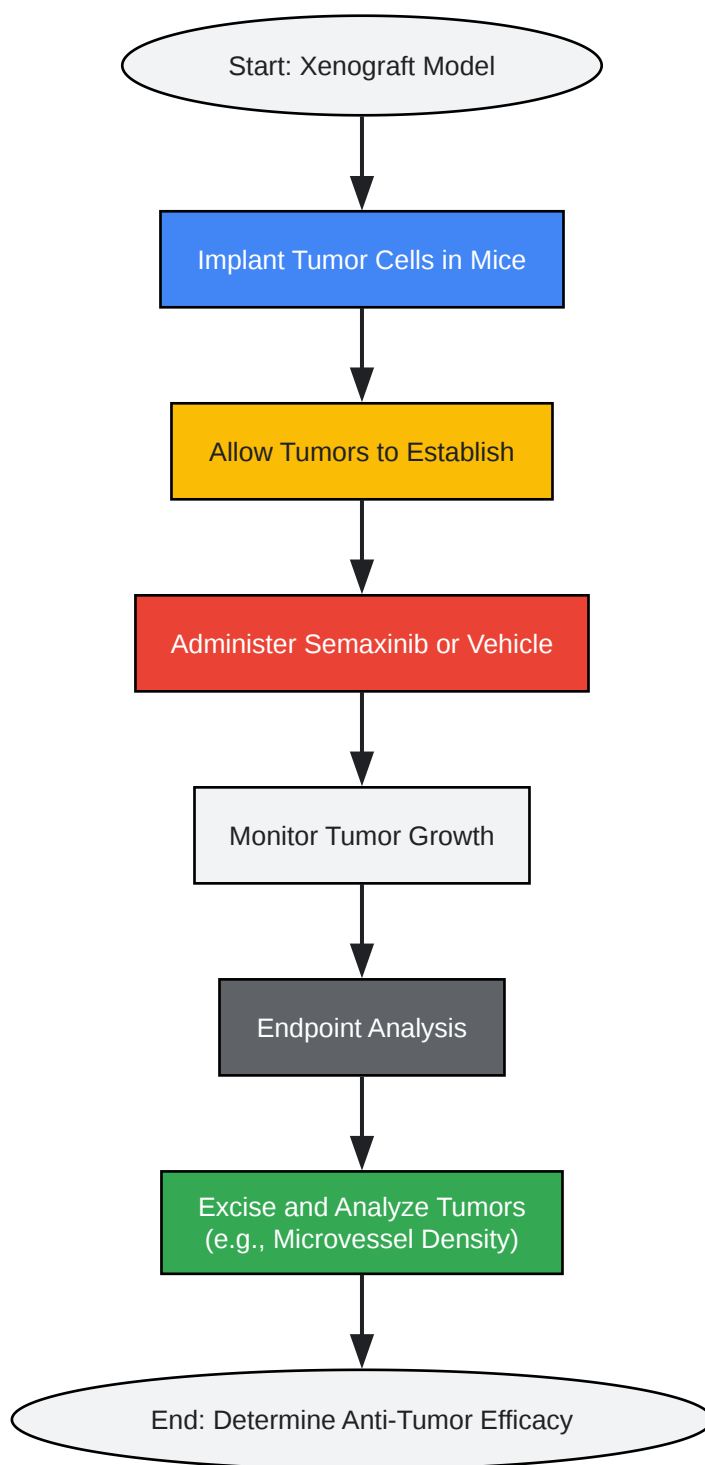 Start: Xenograft Model
Implant Tumor Cells in Mice
Allow Tumors to Establish
Administer Semaxinib or Vehicle
Monitor Tumor Growth
Endpoint Analysis
Excise and Analyze Tumors
(e.g., Microvessel Density)
End: Determine Anti-Tumor Efficacy